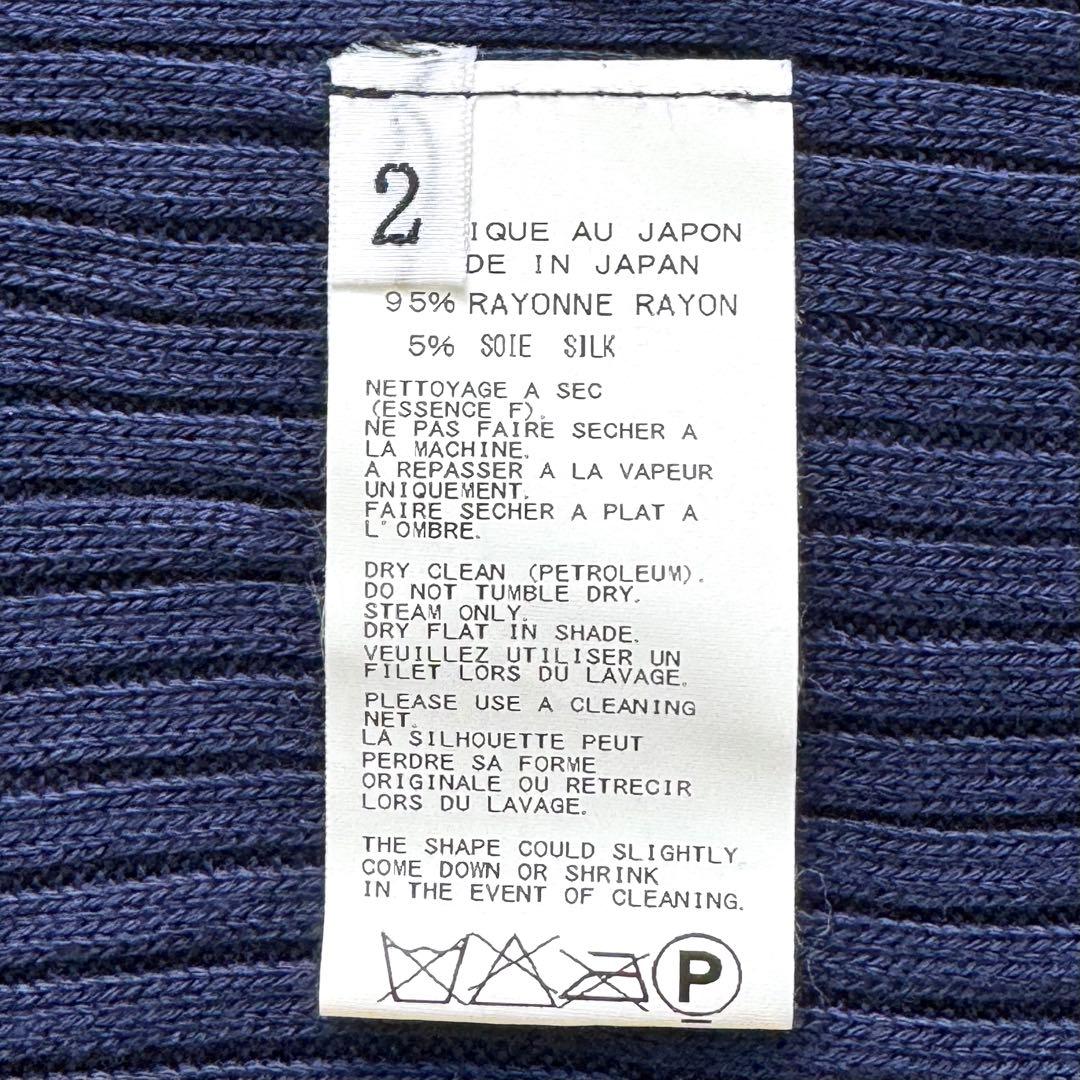 2
IQUE AU JAPON
DE IN JAPAN
95% RAYONNE RAYON
5% SOIE SILK
NETTOYAGE A SEC
(ESSENCE F).
NE PAS FAIRE SECHER A
LA MACHINE.
A REPASSER A LA VAPEUR
UNIQUEMENT.
FAIRE SECHER A PLAT A
L'OMBRE.
DRY CLEAN (PETROLEUM).
DO NOT TUMBLE DRY.
STEAM ONLY.
DRY FLAT IN SHADE.
VEUILLEZ UTILISER UN
FILET LORS DU LAVAGE.
PLEASE USE A CLEANING
NET.
LA SILHOUETTE PEUT
PERDRE SA FORME
ORIGINALE OU RETRECIR
LORS DU LAVAGE.
THE SHAPE COULD SLIGHTLY
COME DOWN OR SHRINK
IN THE EVENT OF CLEANING.
P